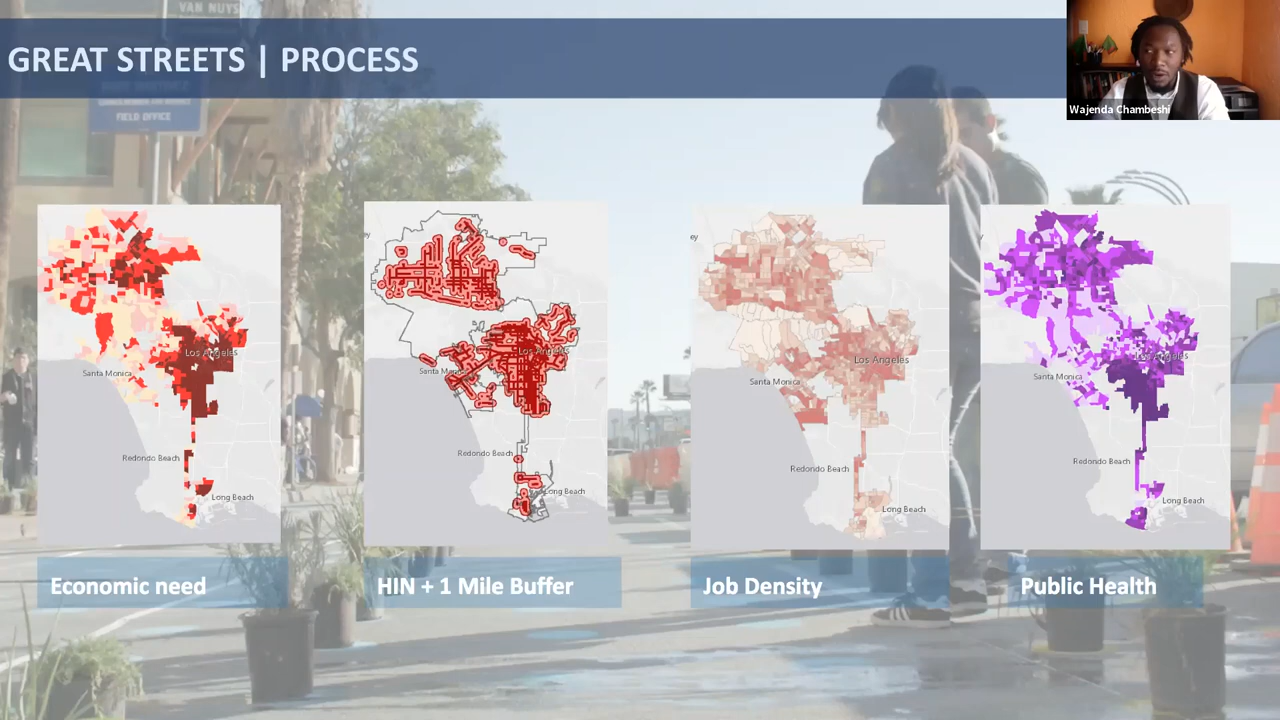 VAN NUYS
GREAT STREETS | PROCESS
FIELD OFFICE
Wajenda Chambeshi
Los Angeles
Santa Monica
Redondo Beach
Long Beach
Los Angeles
Santa Monica
Redondo Beach
Long Beach
Los Angeles
Santa Monica
Redondo Beach
Long Beach
Los Angeles
Santa Monica
Redondo Beach
Long Beach
Economic need
HIN + 1 Mile Buffer
Job Density
Public Health